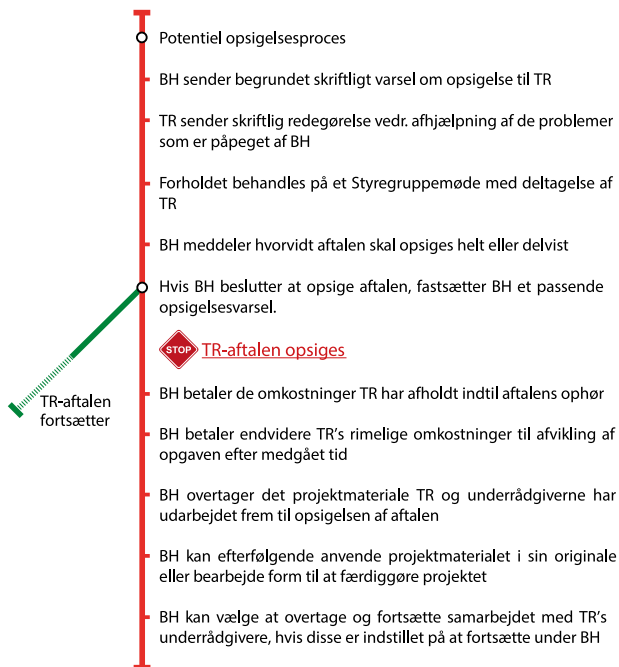 Potentiel opsigelsesproces
BH sender begrundet skriftligt varsel om opsigelse til TR
TR sender skriftlig redegørelse vedr. afhjælpning af de problemer
som er påpeget af BH
Forholdet behandles på et Styregruppemøde med deltagelse af
TR
BH meddeler hvorvidt aftalen skal opsiges helt eller delvist
Hvis BH beslutter at opsige aftalen, fastsætter BH et passende
opsigelsesvarsel.
STOP TR-aftalen opsiges
TR-aftalen
fortsætter
BH betaler de omkostninger TR har afholdt indtil aftalens ophør
BH betaler endvidere TR's rimelige omkostninger til afvikling af
opgaven efter medgået tid
BH overtager det projektmateriale TR og underrådgiverne har
udarbejdet frem til opsigelsen af aftalen
BH kan efterfølgende anvende projektmaterialet i sin originale
eller bearbejde form til at færdiggøre projektet
BH kan vælge at overtage og fortsætte samarbejdet med TR's
underrådgivere, hvis disse er indstillet på at fortsætte under BH